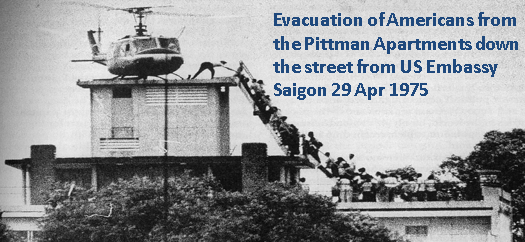 Evacuation of Americans from
the Pittman Apartments down
the street from US Embassy
Saigon 29 Apr 1975